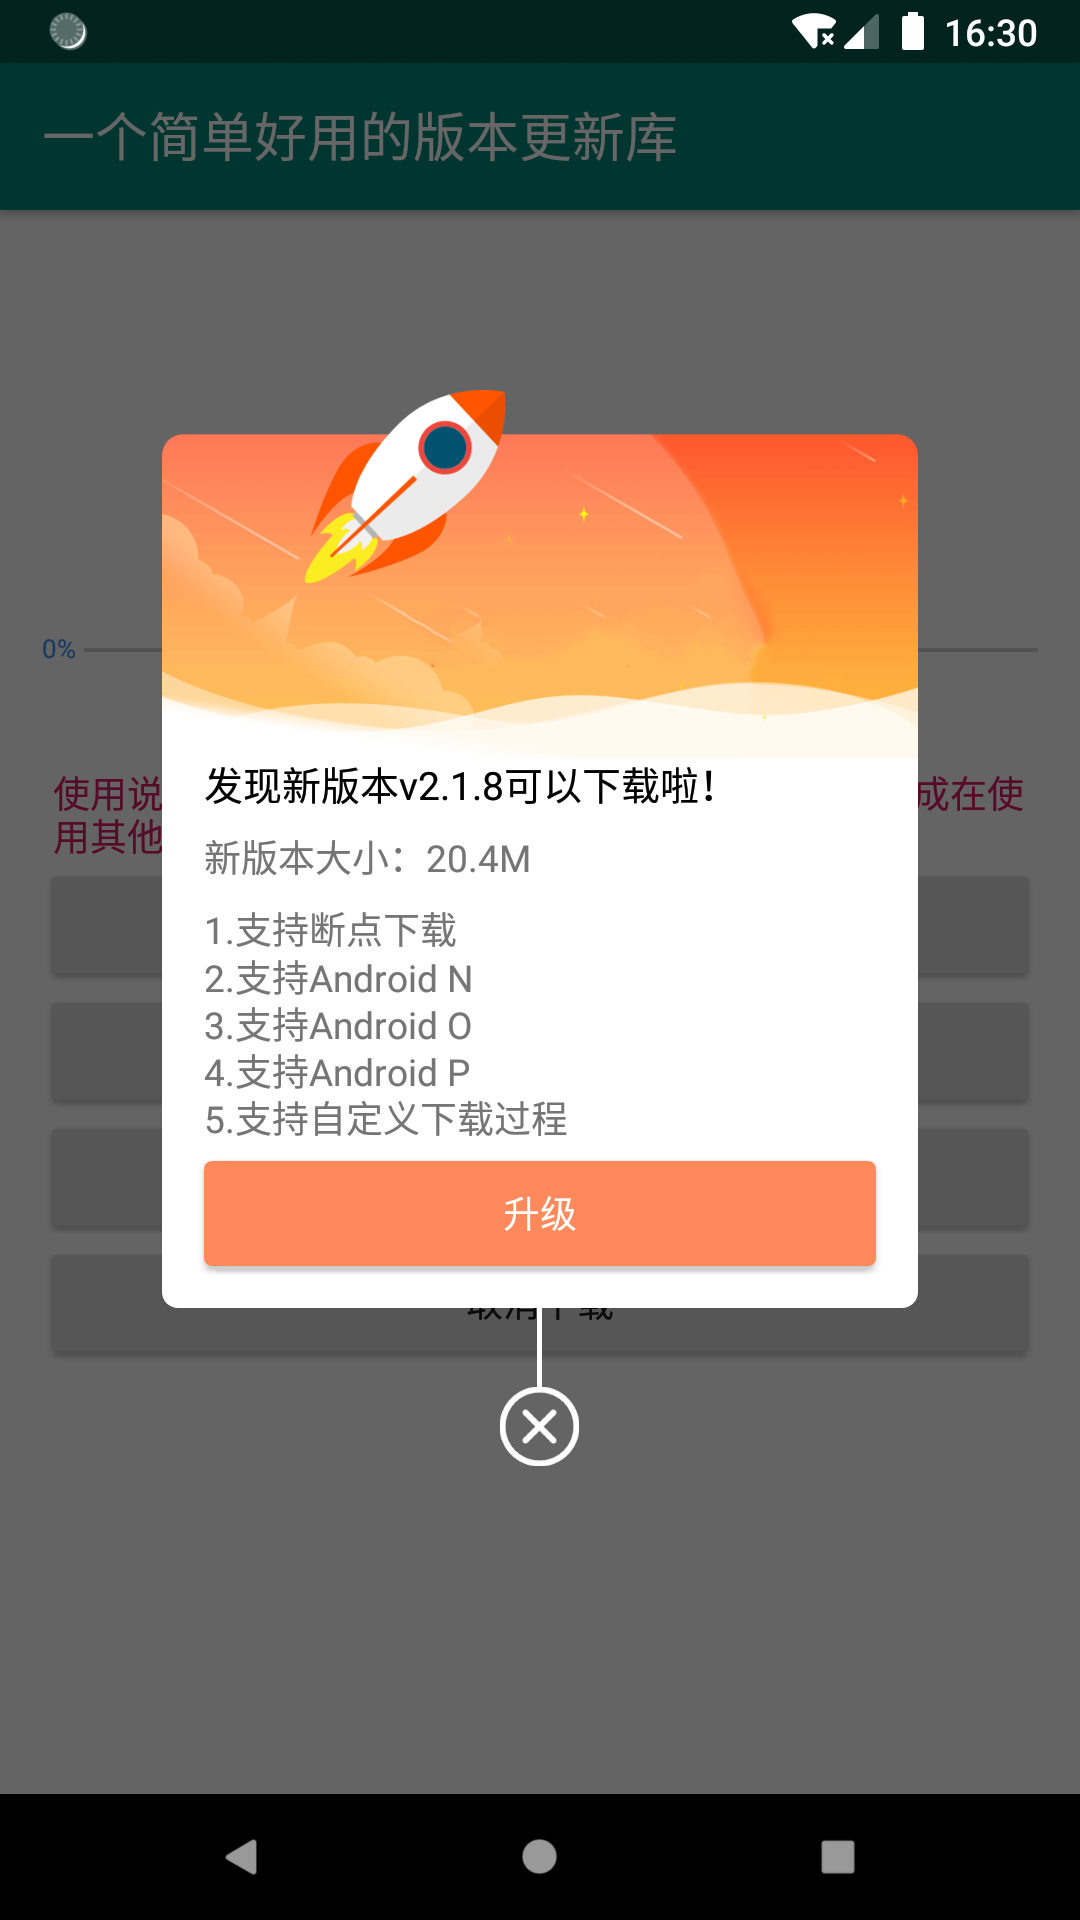 16:30
一个简单好用的版本更新库
0%
使用说
成在使
用其他
发现新版本v2.1.8可以下载啦！
新版本大小：20.4M
1.支持断点下载
2.支持Android N
3.支持Android O
4.支持Android P
5.支持自定义下载过程
升级
取消下载